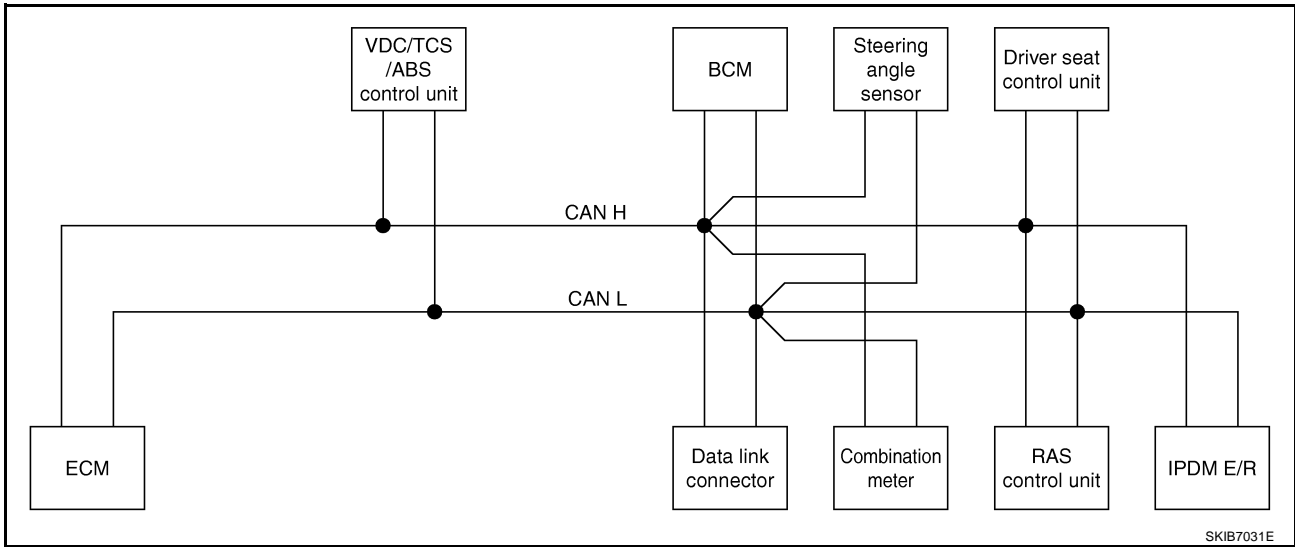 VDC/TCS
/ABS
control unit
BCM
Steering
angle
sensor
Driver seat
control unit
CAN H
CAN L
ECM
Data link
connector
Combination
meter
RAS
control unit
IPDM E/R
SKIB7031E